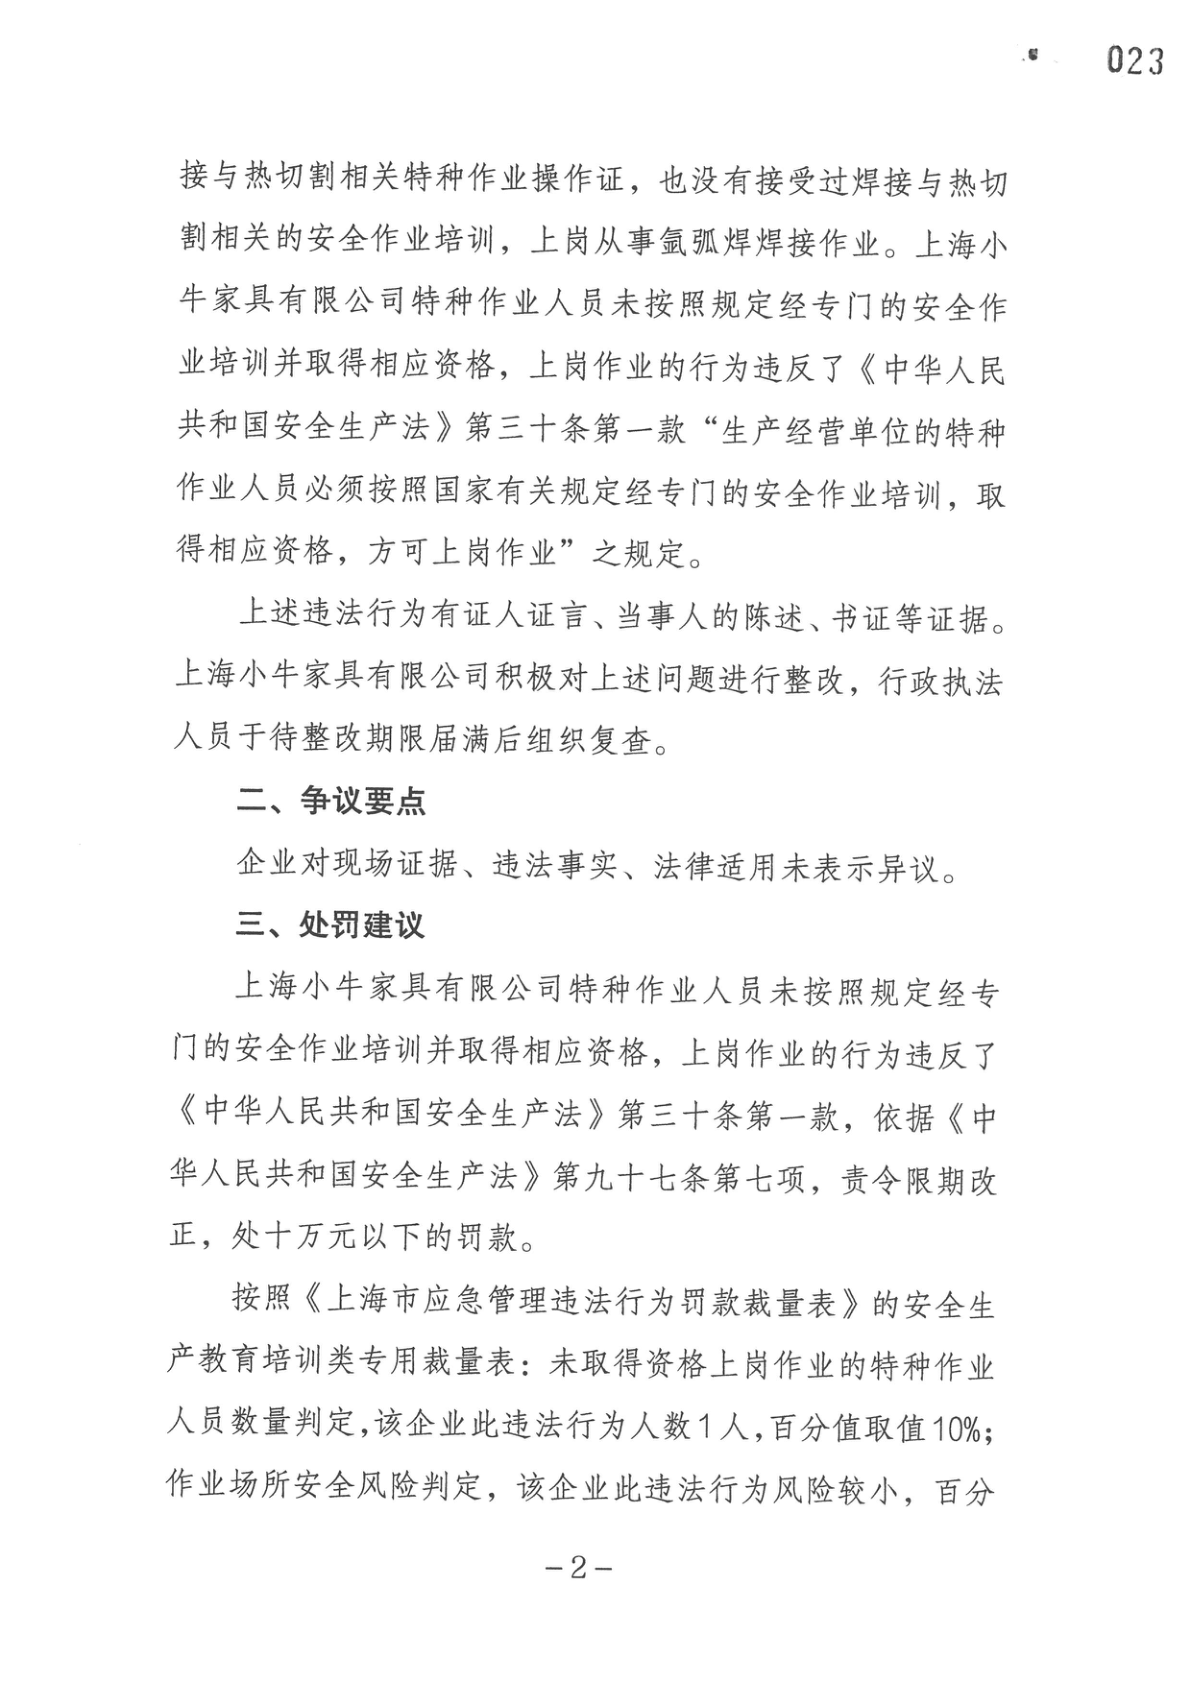 023
接与热切割相关特种作业操作证，也没有接受过焊接与热切
割相关的安全作业培训，上岗从事氩弧焊焊接作业。上海小
牛家具有限公司特种作业人员未按照规定经专门的安全作
业培训并取得相应资格，上岗作业的行为违反了《中华人民
共和国安全生产法》第三十条第一款“生产经营单位的特种
作业人员必须按照国家有关规定经专门的安全作业培训，取
得相应资格，方可上岗作业”之规定。
上述违法行为有证人证言、当事人的陈述、书证等证据。
上海小牛家具有限公司积极对上述问题进行整改，行政执法
人员于待整改期限届满后组织复查。
二、争议要点
企业对现场证据、违法事实、法律适用未表示异议。
三、处罚建议
上海小牛家具有限公司特种作业人员未按照规定经专
门的安全作业培训并取得相应资格，上岗作业的行为违反了
《中华人民共和国安全生产法》第三十条第一款，依据《中
华人民共和国安全生产法》第九十七条第七项，责令限期改
正，处十万元以下的罚款。
按照《上海市应急管理违法行为罚款裁量表》的安全生
产教育培训类专用裁量表：未取得资格上岗作业的特种作业
人员数量判定，该企业此违法行为人数1人，百分值取值10%；
作业场所安全风险判定，该企业此违法行为风险较小，百分
-2-